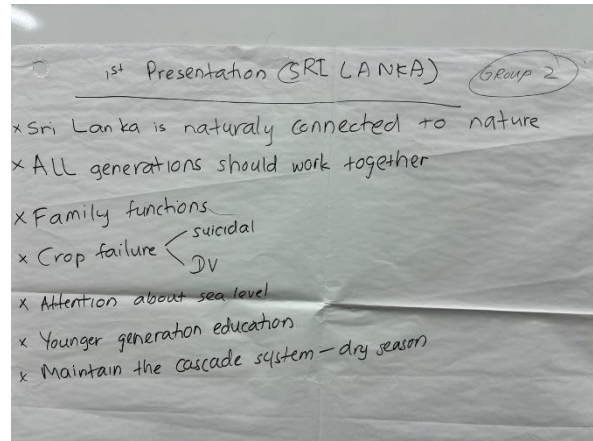 1st Presentation (SRI LANKA) GROUP 2
x Sri Lanka is naturaly connected to nature
x ALL generations should work together
x Family functions
x Crop failure < suicidal
DV
x Attention about sea level
x Younger generation education
x Maintain the cascade system - dry season